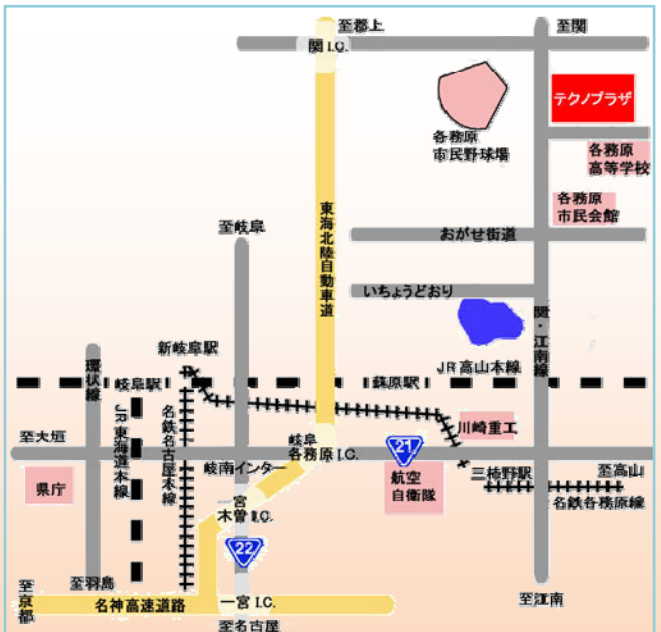 至郡上
至関
関 I.C.
テクノプラザ
各務原
市民野球場
各務原
高等学校
各務原
市民会館
至岐阜
東海北陸自動車道
おがせ街道
いちょうどおり
関・江南線
新岐阜駅
JR高山本線
環状線
岐阜駅
蘇原駅
JR東海道本線
名鉄名古屋本線
川崎重工
至大垣
岐阜
各務原 I.C.
21
岐南インター
三柿野駅
至高山
県庁
航空
自衛隊
一宮
木曽 I.C.
名鉄各務原線
22
至羽島
至京都
名神高速道路
一宮 I.C.
至江南
至名古屋